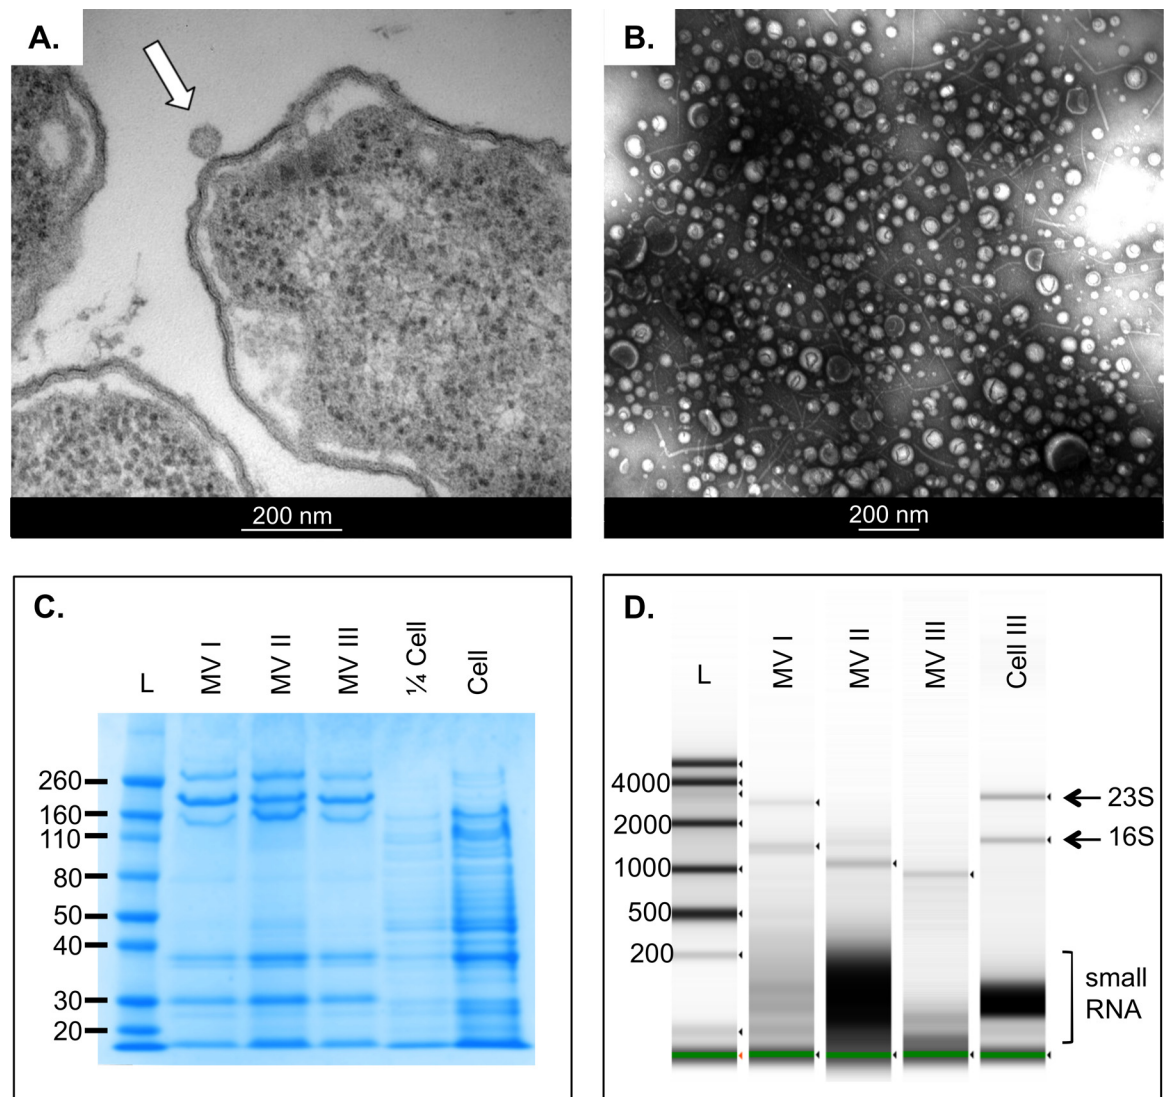 A.
200 nm
B.
200 nm
C.
L
MV I
MV II
MV III
¼ Cell
Cell
260
160
110
80
50
40
30
20
D.
L
MV I
MV II
MV III
Cell III
4000
2000
1000
500
200
23S
16S
small
RNA